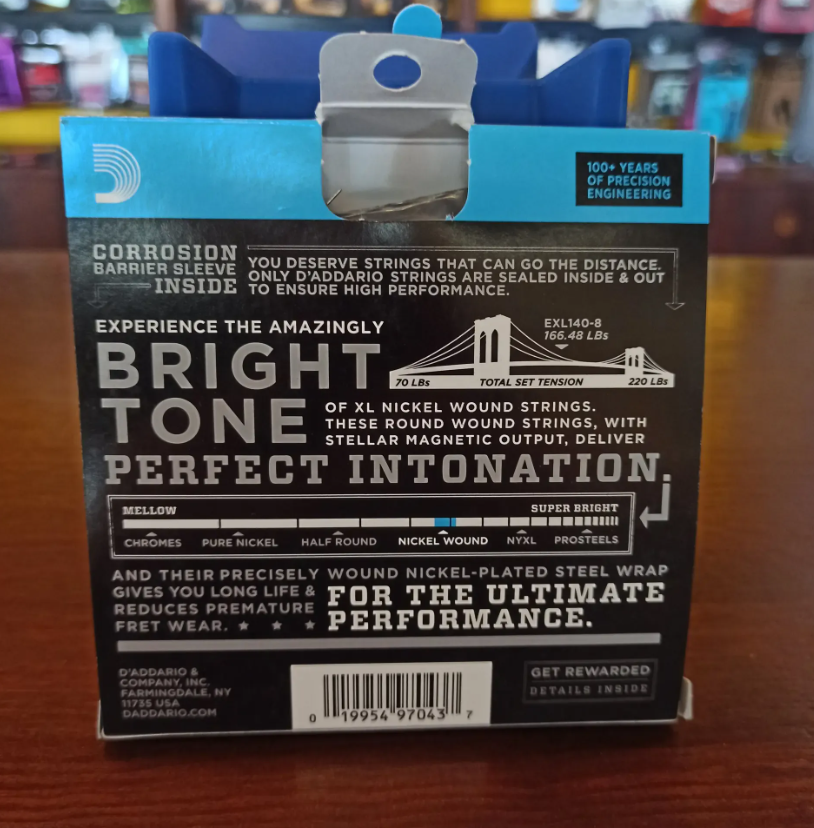 100+ YEARS
OF PRECISION
ENGINEERING
CORROSION
BARRIER SLEEVE
INSIDE
YOU DESERVE STRINGS THAT CAN GO THE DISTANCE.
ONLY D'ADDARIO STRINGS ARE SEALED INSIDE & OUT
TO ENSURE HIGH PERFORMANCE.
EXPERIENCE THE AMAZINGLY
BRIGHT
TONE
EXL140-8
166.48 LBs
70 LBs TOTAL SET TENSION 220 LBs
OF XL NICKEL WOUND STRINGS.
THESE ROUND WOUND STRINGS, WITH
STELLAR MAGNETIC OUTPUT, DELIVER
PERFECT INTONATION.
MELLOW SUPER BRIGHT
CHROMES PURE NICKEL HALF ROUND NICKEL WOUND NYXL PROSTEELS
AND THEIR PRECISELY WOUND NICKEL-PLATED STEEL WRAP
GIVES YOU LONG LIFE &
REDUCES PREMATURE
FRET WEAR. ★ ★ ★
FOR THE ULTIMATE
PERFORMANCE.
D'ADDARIO &
COMPANY, INC.
FARMINGDALE, NY
11735 USA
DADDARIO.COM
0 19954 97043 7
GET REWARDED
DETAILS INSIDE